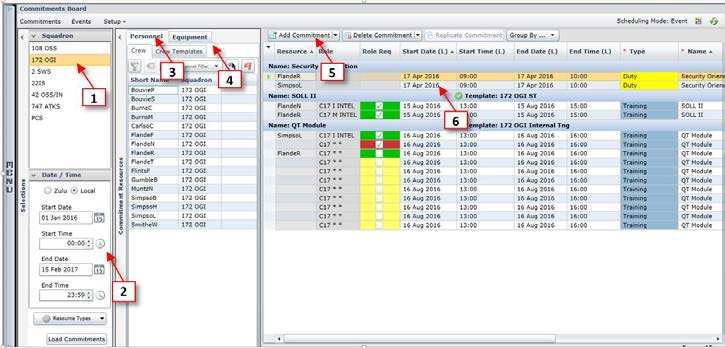 Commitments Board
Commitments Events Setup
Scheduling Mode: Event
MENU
Selections
Squadron
108 OSS
172 OGI
2 SWS
22IS
42 OSS/IN
747 ATKS
PCS
1
Date / Time
Zulu Local
Start Date
01 Jan 2016
15
Start Time
00:00
End Date
15 Feb 2017
15
End Time
23:59
2
Resource Types
Load Commitments
Commitment Resources
Personnel Equipment
Crew Crew Templates
3
4
Short Name Squadron
BouvieP 172 OGI
BouvieS 172 OGI
BurnsC 172 OGI
BurnsM 172 OGI
CarlsoC 172 OGI
FlandeM 172 OGI
FlandeN 172 OGI
FlandeR 172 OGI
FlandeT 172 OGI
FlintsF 172 OGI
GumbleB 172 OGI
MuntzN 172 OGI
SimpsoB 172 OGI
SimpsoH 172 OGI
SimpsoL 172 OGI
SmitheW 172 OGI
Add Commitment Delete Commitment Replicate Commitment Group By ...
5
Resource Role Role Req Start Date (L) Start Time (L) End Date (L) End Time (L) * Type * Name
Name: Security
FlandeR 17 Apr 2016 09:00 17 Apr 2016 10:00 Duty Security Orien
SimpsoL 17 Apr 2016 09:00 17 Apr 2016 10:00 Duty Security Orien
6
Name: SOLL II Template: 172 OGI ST
FlandeN C17 I INTEL 15 Aug 2016 13:00 15 Aug 2016 15:00 Training SOLL II
FlandeR C17 M INTEL 15 Aug 2016 13:00 15 Aug 2016 15:00 Training SOLL II
Name: QT Module Template: 172 OGI Internal Tng
SimpsoL C17 I INTEL 16 Aug 2016 13:00 16 Aug 2016 16:00 Training QT Module
C17 " " 16 Aug 2016 13:00 16 Aug 2016 16:00 Training QT Module
FlandeR C17 " " 16 Aug 2016 13:00 16 Aug 2016 16:00 Training QT Module
C17 " " 16 Aug 2016 13:00 16 Aug 2016 16:00 Training QT Module
C17 " " 16 Aug 2016 13:00 16 Aug 2016 16:00 Training QT Module
C17 " " 16 Aug 2016 13:00 16 Aug 2016 16:00 Training QT Module
C17 " " 16 Aug 2016 13:00 16 Aug 2016 16:00 Training QT Module
C17 " " 16 Aug 2016 13:00 16 Aug 2016 16:00 Training QT Module
C17 " " 16 Aug 2016 13:00 16 Aug 2016 16:00 Training QT Module
C17 " " 16 Aug 2016 13:00 16 Aug 2016 16:00 Training QT Module